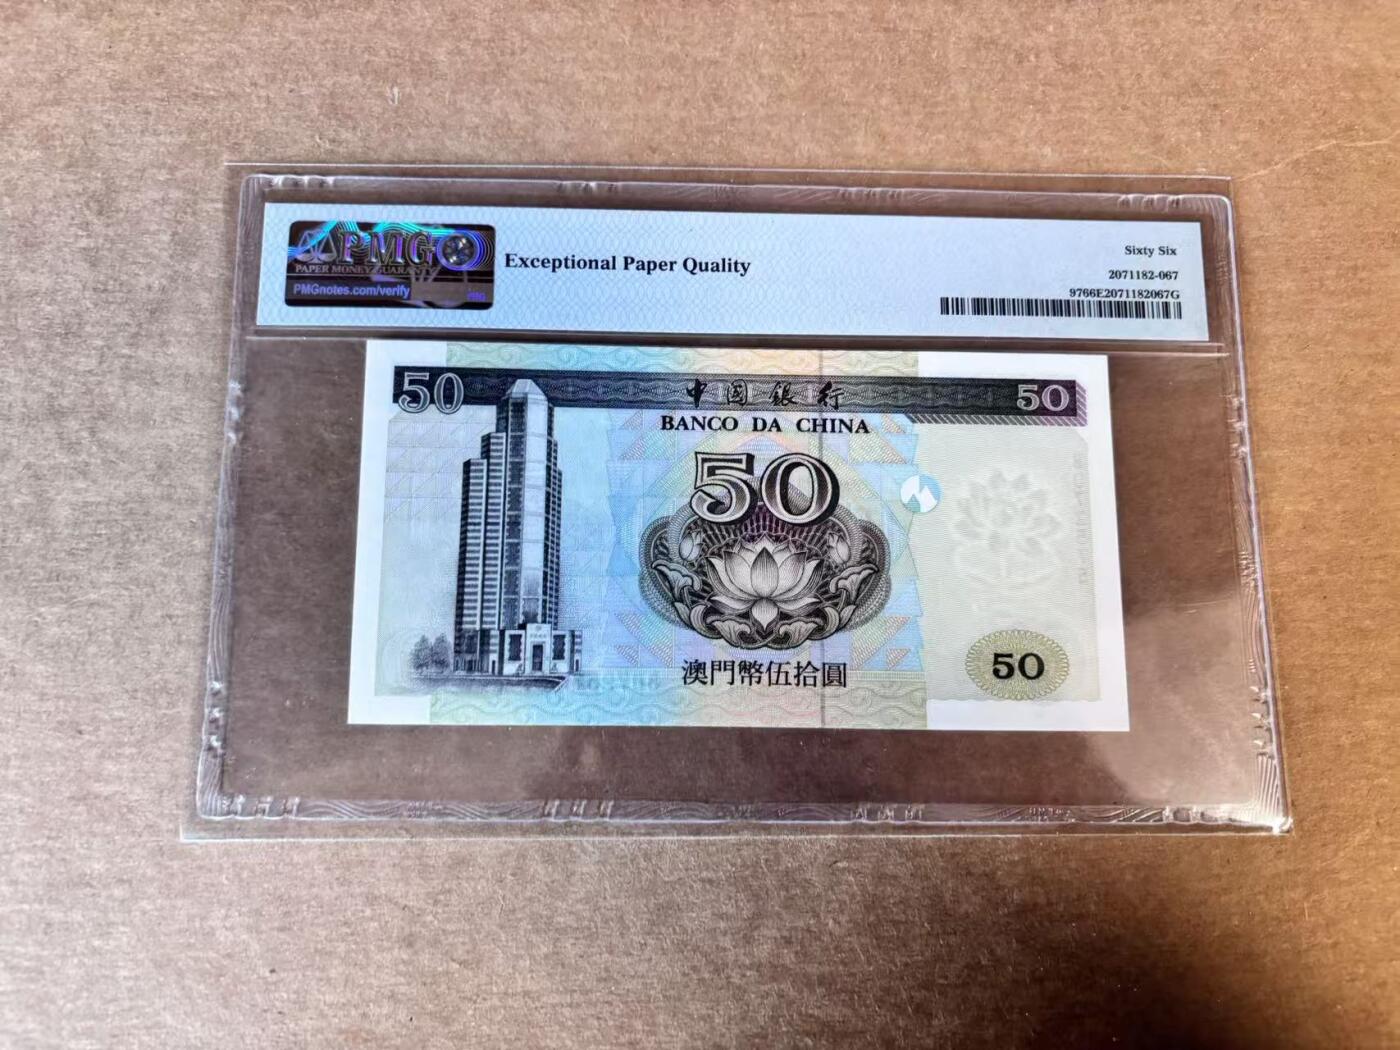 PMG
PAPER MONEY GUARANTY
PMGnotes.com/verify
Exceptional Paper Quality
Sixty Six
2071182-067
9766E2071182067G
50
中國銀行
50
BANCO DA CHINA
50
澳門幣伍拾圓
50